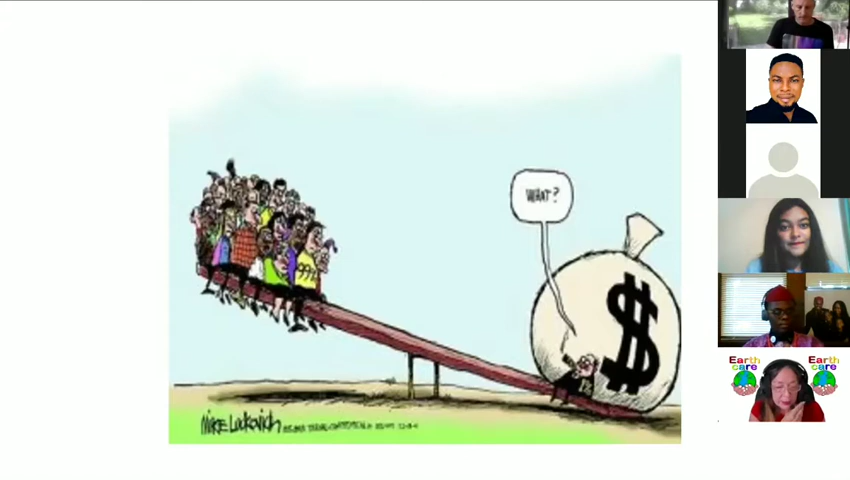 WHAT?
99%
$
MIKE LUCKOVICH
Earth
care
Earth
care